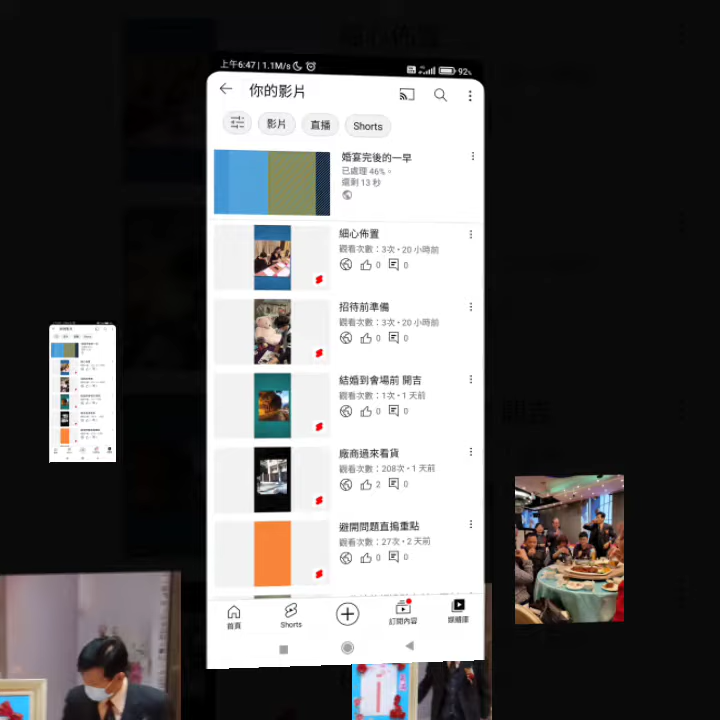 上午6:47 | 1.1M/s
92%
你的影片
影片
直播
Shorts
婚宴完後的一早
已處理 46%。
還剩 13 秒
細心佈置
觀看次數：3次 • 20 小時前
0 0
招待前準備
觀看次數：3次 • 20 小時前
0 0
結婚到會場前 開吉
觀看次數：1次 • 1 天前
0 0
廠商過來看貨
觀看次數：208次 • 1 天前
2 0
避開問題直搗重點
觀看次數：27次 • 2 天前
0 0
首頁
Shorts
訂閱內容
媒體庫